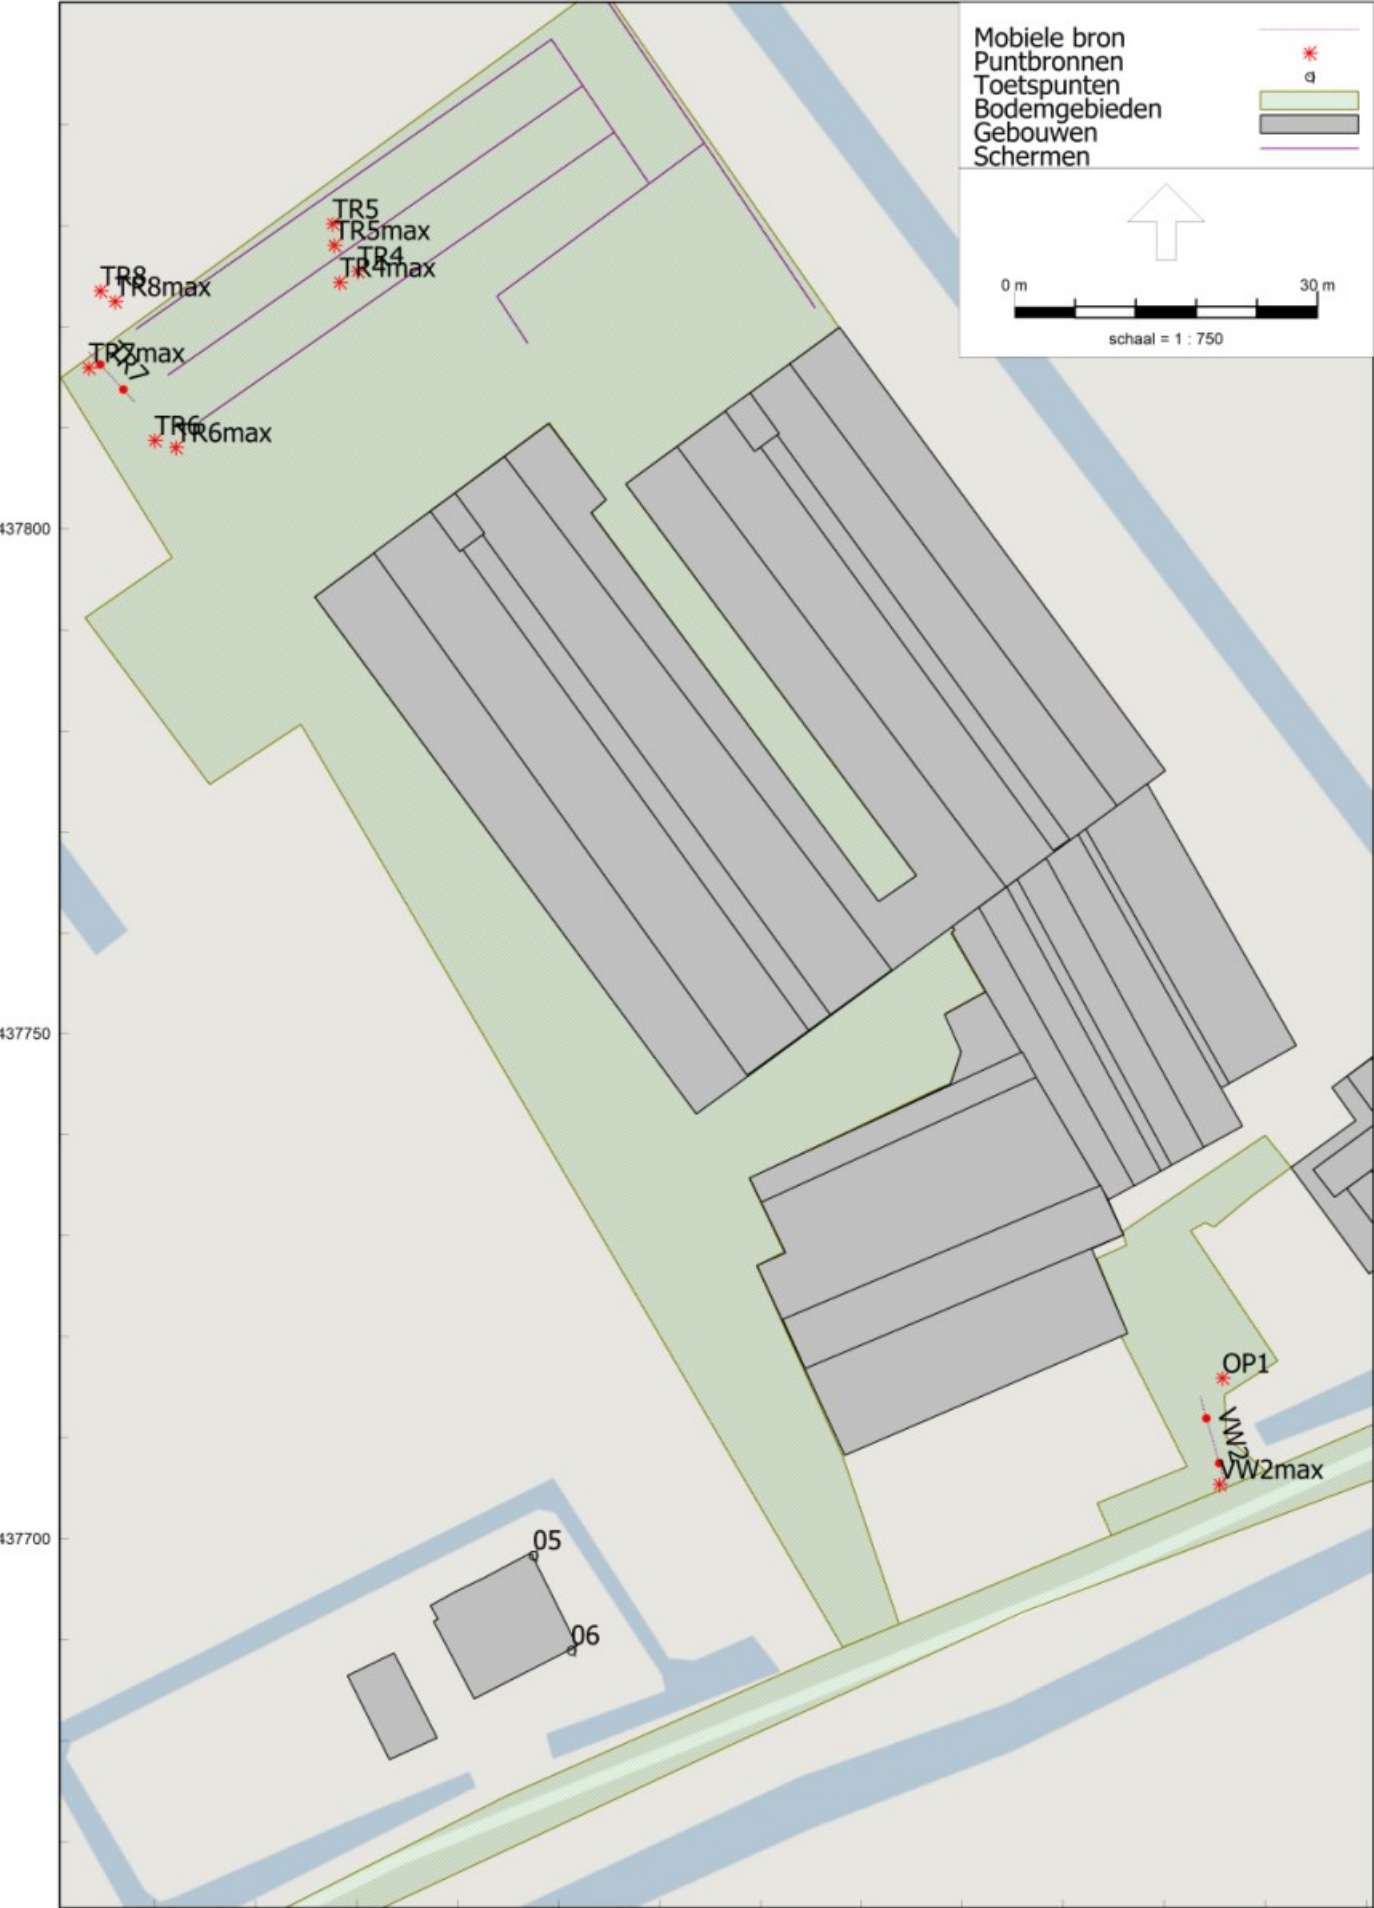 Mobiele bron
Puntbronnen
Toetspunten
Bodemgebieden
Gebouwen
Schermen
0 m
30 m
schaal = 1 : 750
TR5
TR5max
TR4
TR4max
TR8
TR8max
TR7max
TR7
TR6
TR6max
437800
437750
OP1
VW2
VW2max
437700
05
06